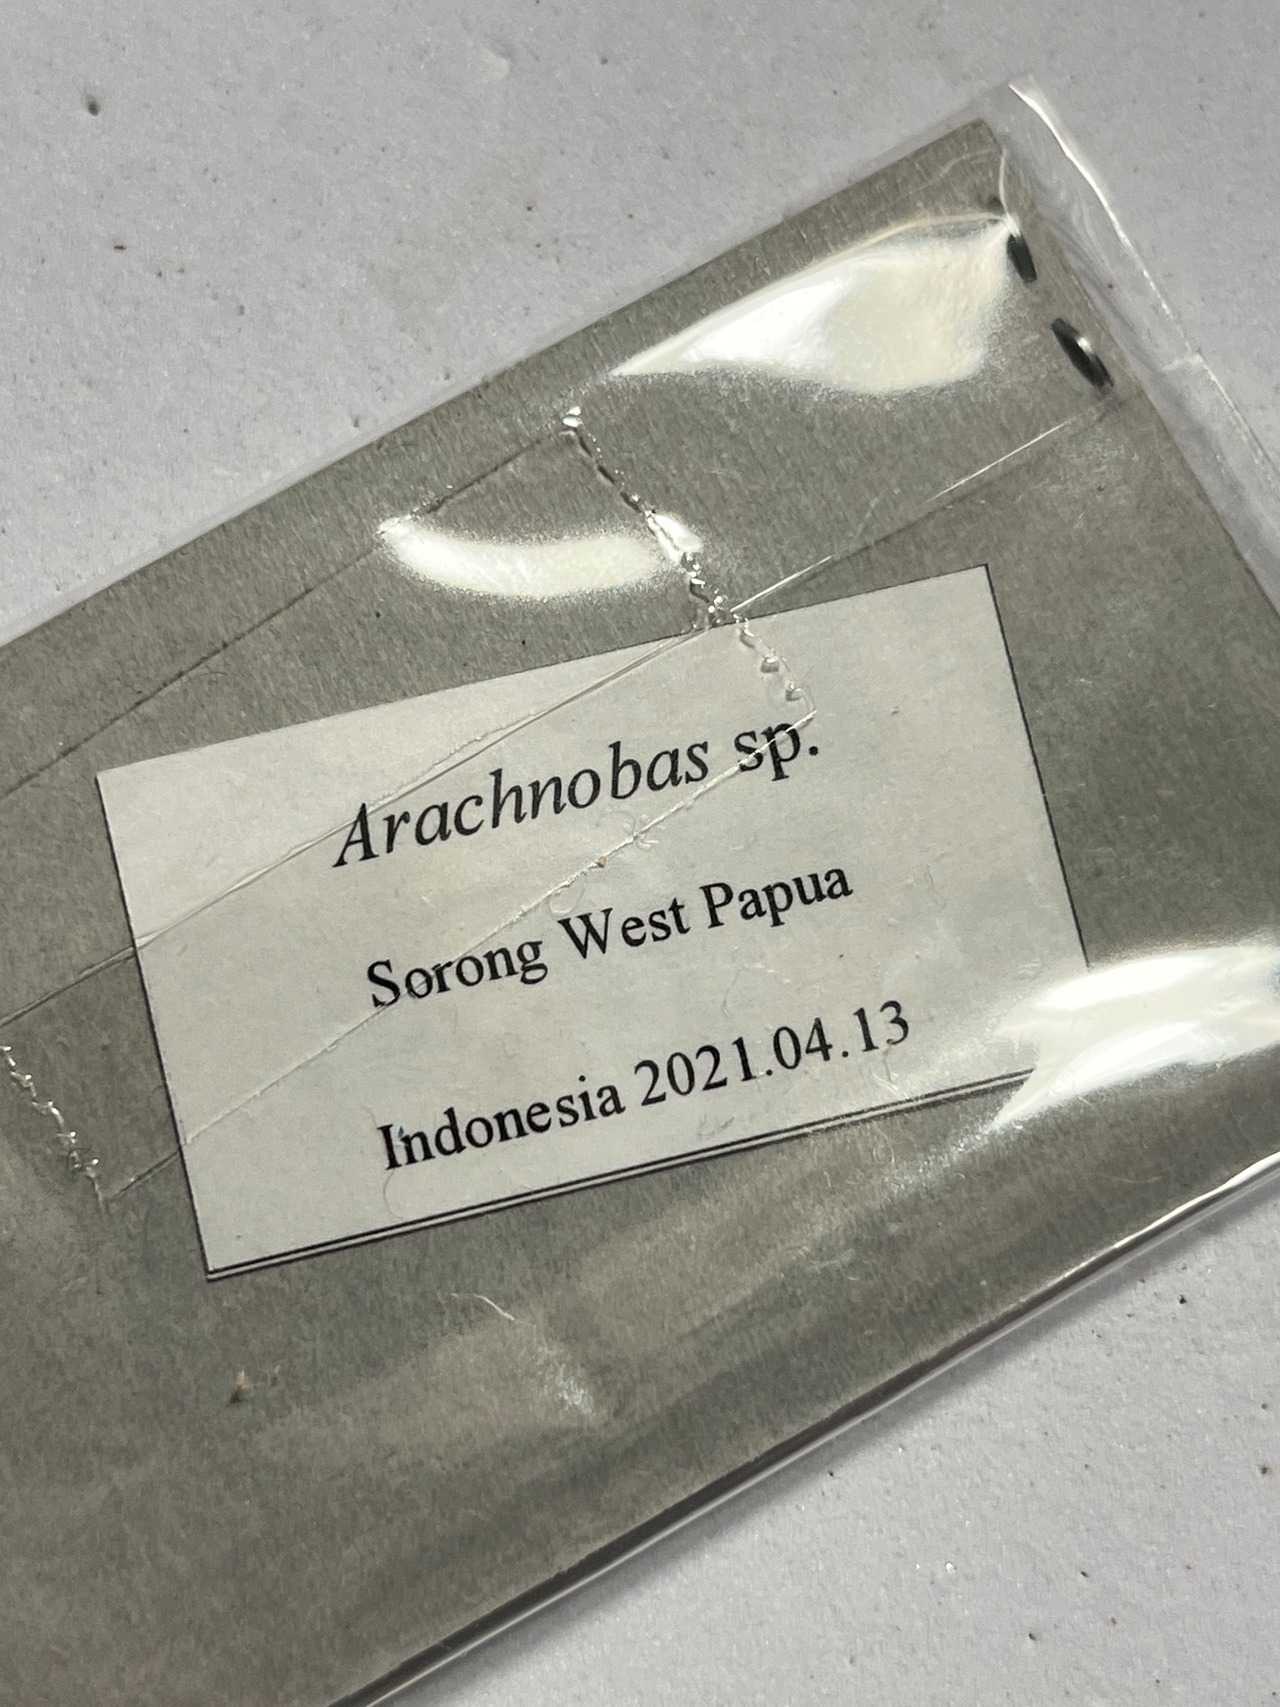 Arachnobas sp.
Sorong West Papua
Indonesia 2021.04.13